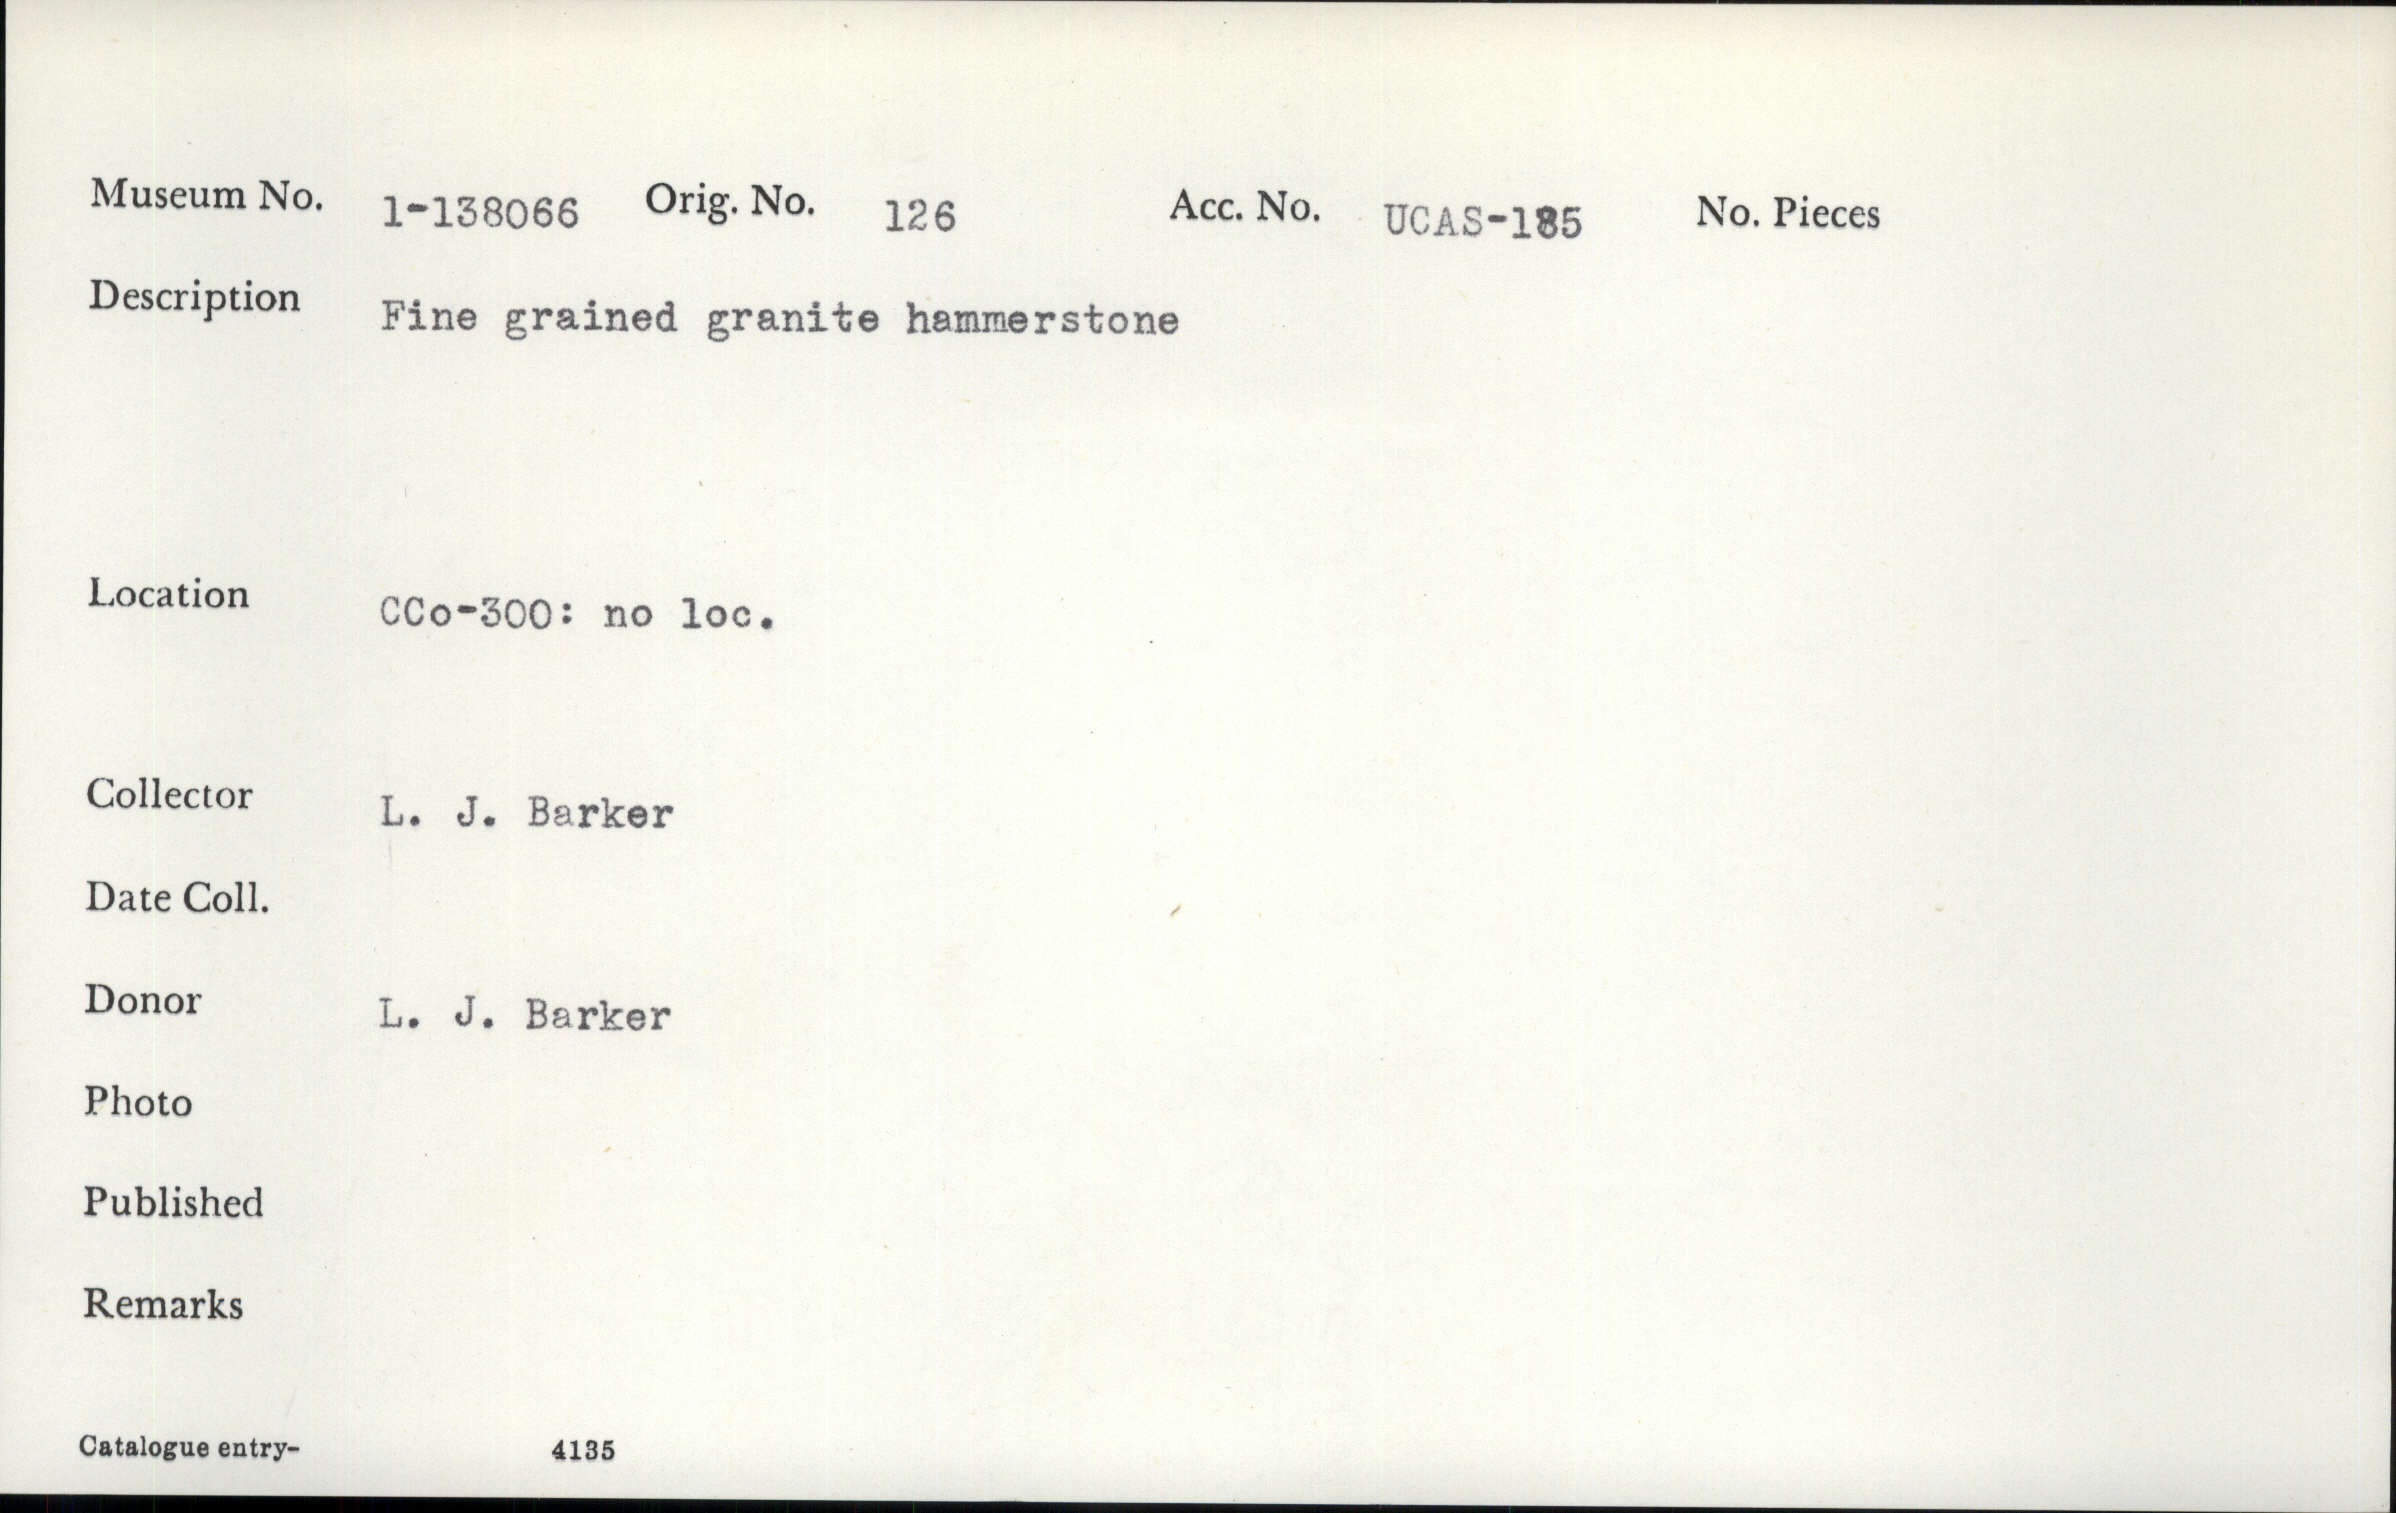 Museum No. 1-138066 Orig. No. 126 Acc. No. UCAS-185 No. Pieces
Description Fine grained granite hammerstone
Location CCo-300: no loc.
Collector L. J. Barker
Date Coll.
Donor L. J. Barker
Photo
Published
Remarks
Catalogue entry- 4135